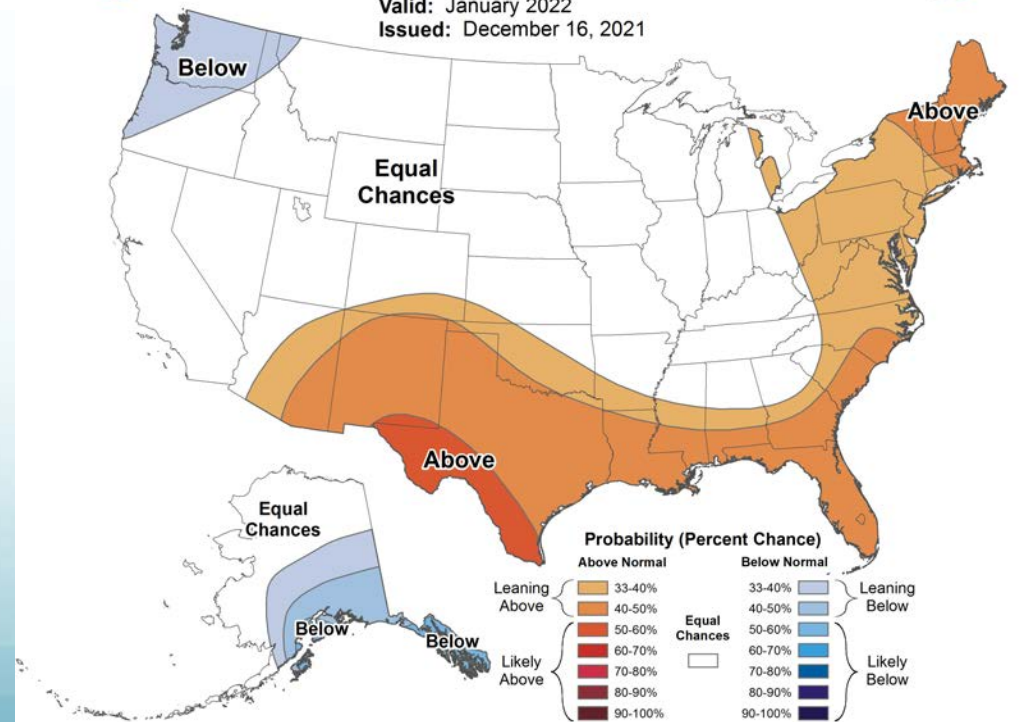 Valid: January 2022
Issued: December 16, 2021
Below
Above
Equal
Chances
Above
Equal
Chances
Below
Below
Probability (Percent Chance)
Above Normal
Below Normal
Leaning
Above
33-40%
40-50%
Likely
Above
50-60%
60-70%
70-80%
80-90%
90-100%
Equal
Chances
33-40%
40-50%
Leaning
Below
50-60%
60-70%
70-80%
80-90%
90-100%
Likely
Below